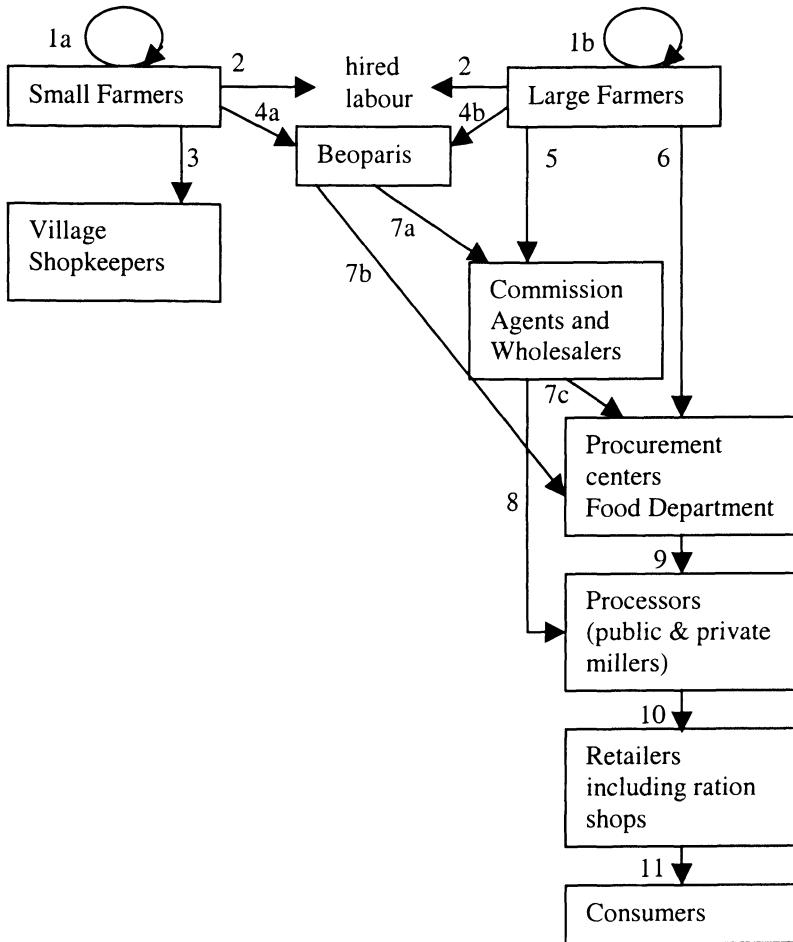 1a
1b
2
hired
labour
2
Small Farmers
Large Farmers
4a
4b
3
Beoparis
5
6
Village
Shopkeepers
7a
7b
Commission
Agents and
Wholesalers
7c
Procurement
centers
Food Department
8
9
Processors
(public & private
millers)
10
Retailers
including ration
shops
11
Consumers